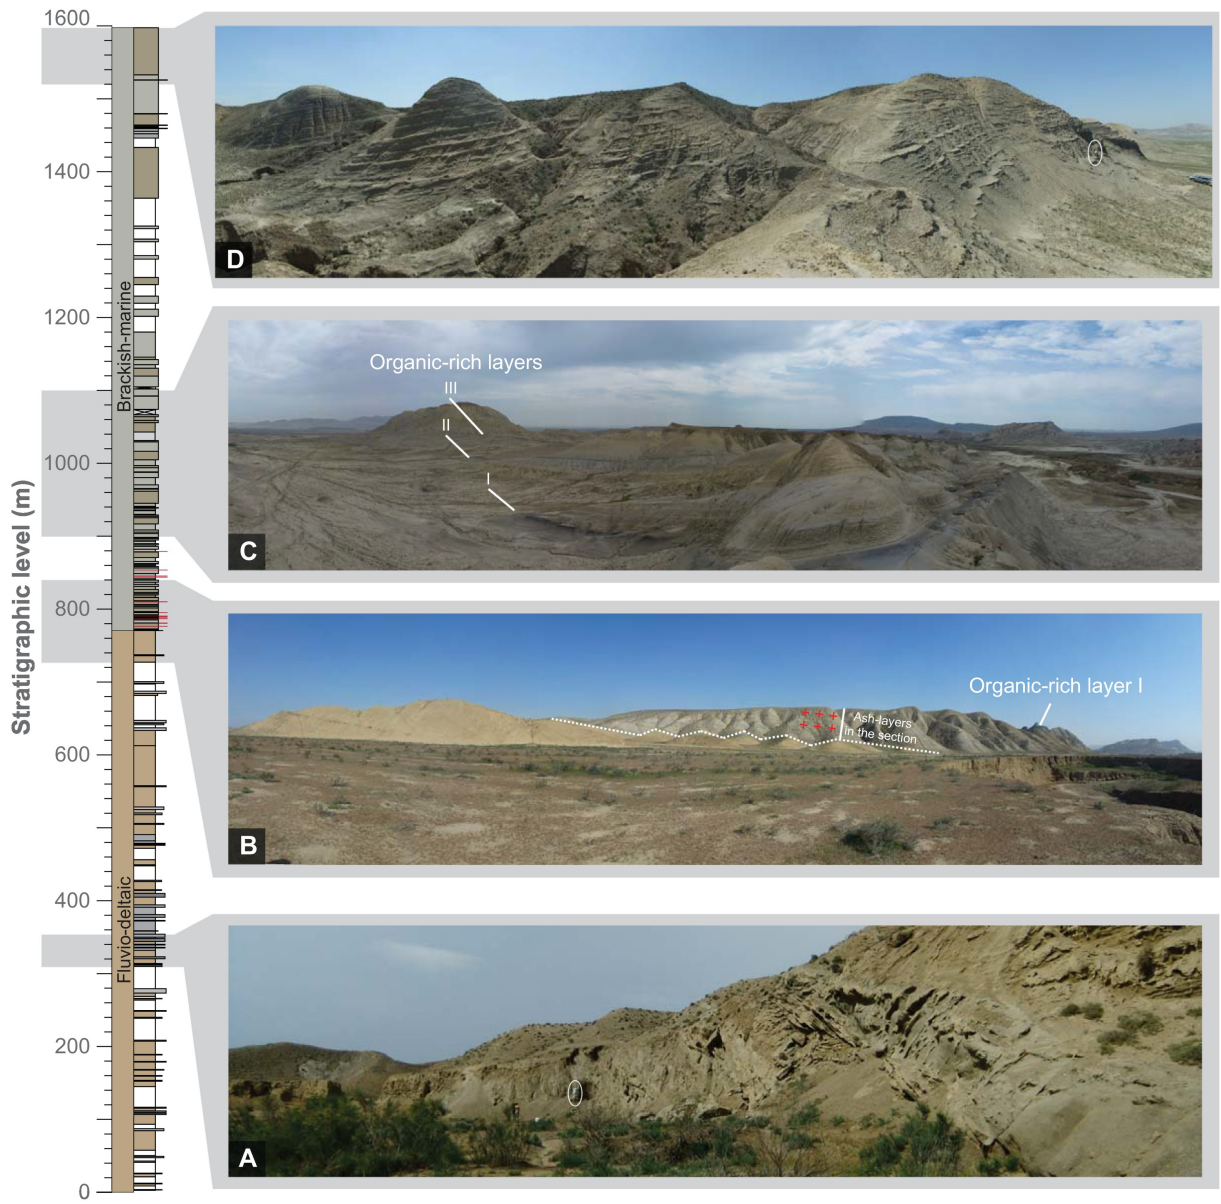 1600
1400
1200
1000
800
600
400
200
0
Stratigraphic level (m)
Brackish-marine
Fluvio-deltaic
D
Organic-rich layers
III
II
I
C
Organic-rich layer I
Ash-layers
in the section
B
A